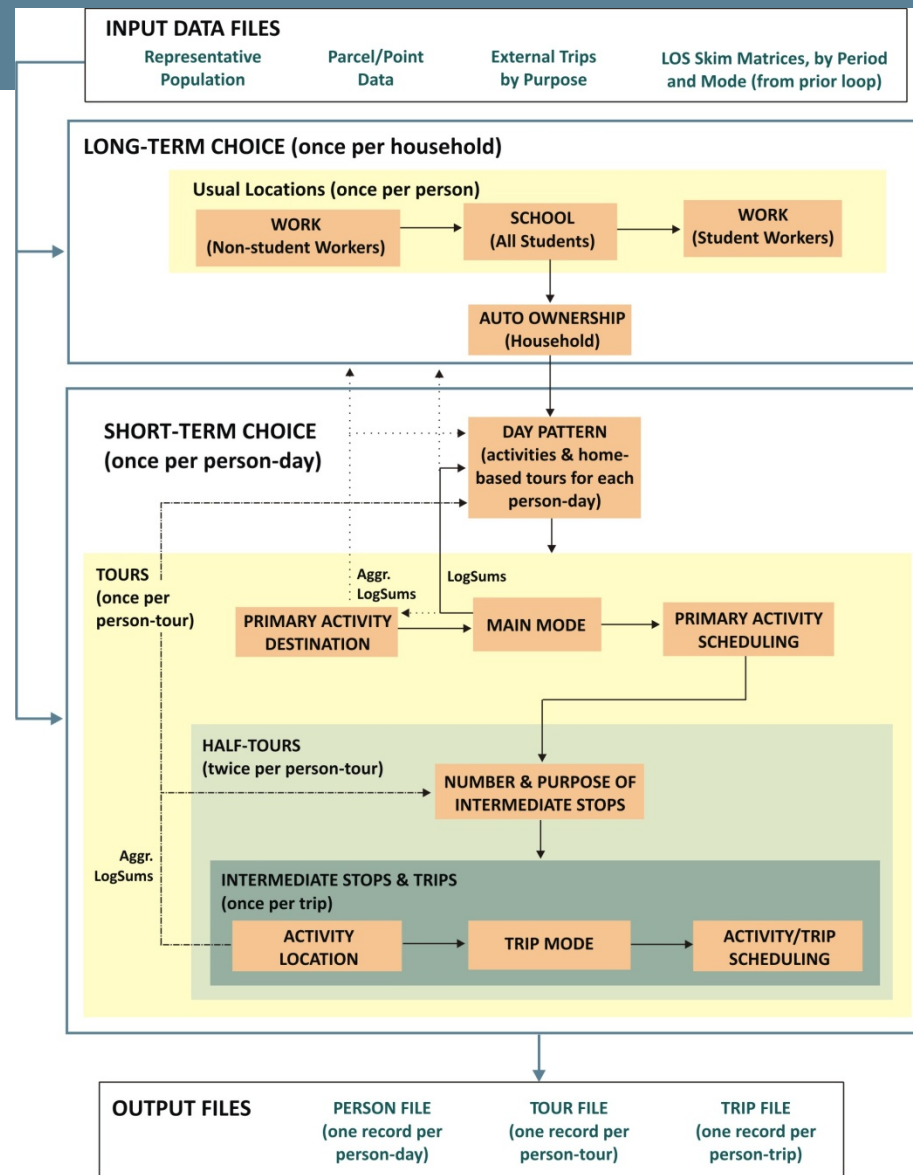 INPUT DATA FILES
Representative
Population
Parcel/Point
Data
External Trips
by Purpose
LOS Skim Matrices, by Period
and Mode (from prior loop)
LONG-TERM CHOICE (once per household)
Usual Locations (once per person)
WORK
(Non-student Workers)
SCHOOL
(All Students)
WORK
(Student Workers)
AUTO OWNERSHIP
(Household)
SHORT-TERM CHOICE
(once per person-day)
DAY PATTERN
(activities & home-
based tours for each
person-day)
TOURS
(once per
person-tour)
Aggr.
LogSums
LogSums
PRIMARY ACTIVITY
DESTINATION
MAIN MODE
PRIMARY ACTIVITY
SCHEDULING
HALF-TOURS
(twice per person-tour)
NUMBER & PURPOSE OF
INTERMEDIATE STOPS
Aggr.
LogSums
INTERMEDIATE STOPS & TRIPS
(once per trip)
ACTIVITY
LOCATION
TRIP MODE
ACTIVITY/TRIP
SCHEDULING
OUTPUT FILES
PERSON FILE
(one record per
person-day)
TOUR FILE
(one record per
person-tour)
TRIP FILE
(one record per
person-trip)